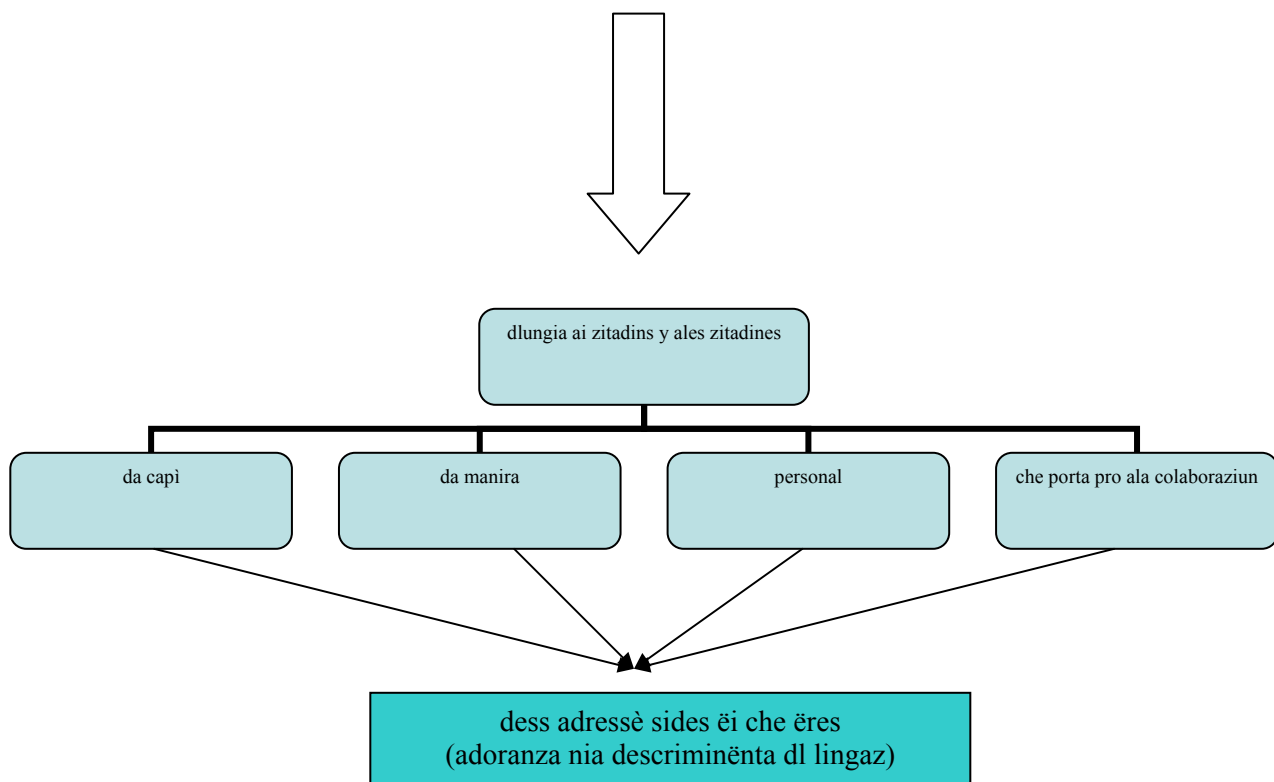 dlungia ai zitadins y ales zitadines
da capì
da manira
personal
che porta pro ala colaboraziun
dess adressè sides ëi che ëres
(adoranza nia descriminënta dl lingaz)